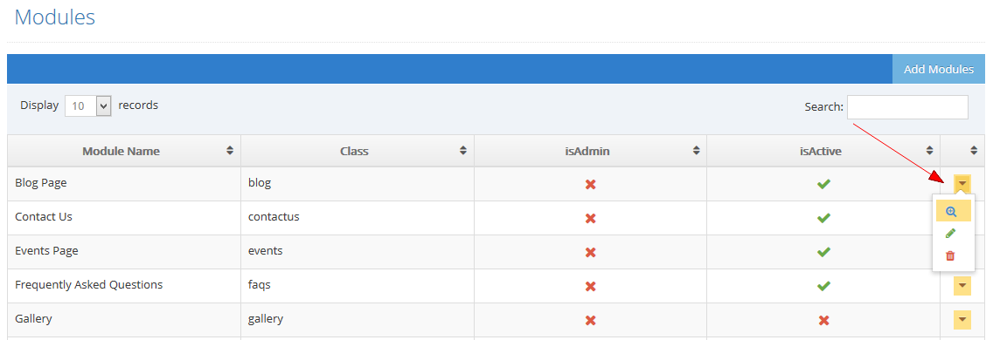 Modules
Add Modules
Display 10 records Search:
Module Name Class isAdmin isActive
Blog Page blog
Contact Us contactus
Events Page events
Frequently Asked Questions faqs
Gallery gallery